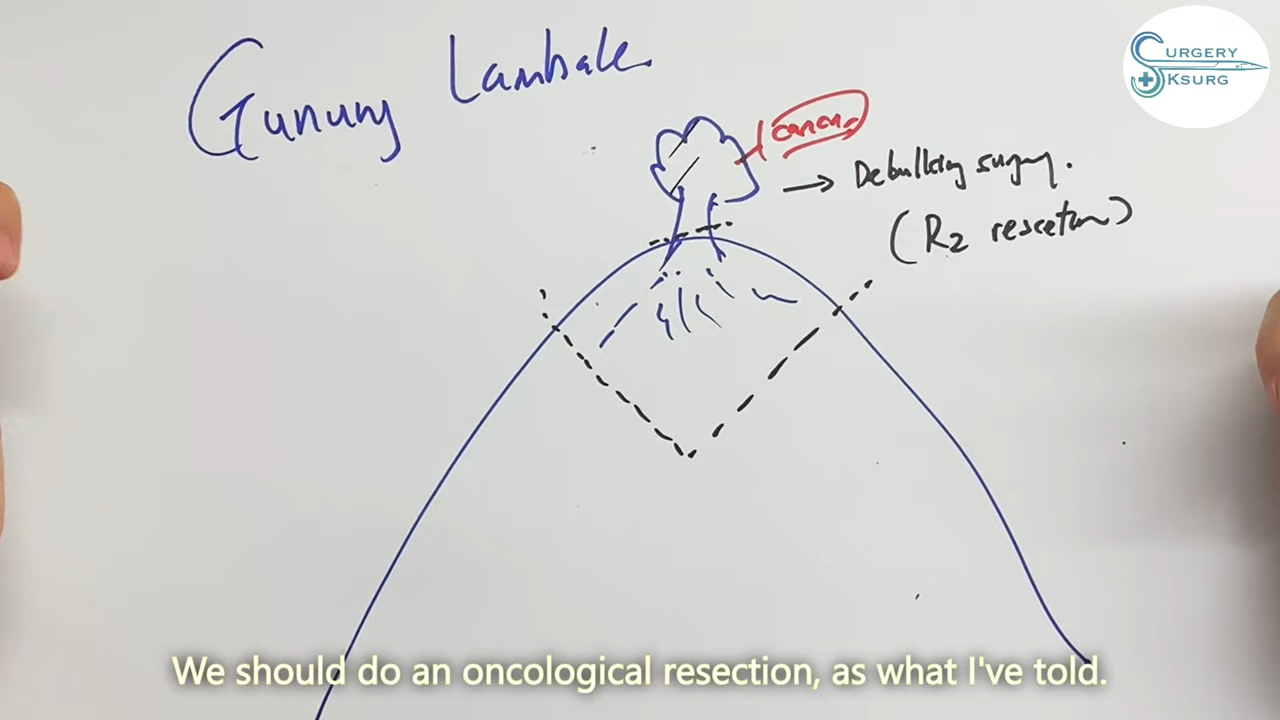 Gunung Lambak
SURGERY
KSURG
cancer
→ Debulking surgery.
(R2 resection)
We should do an oncological resection, as what I've told.